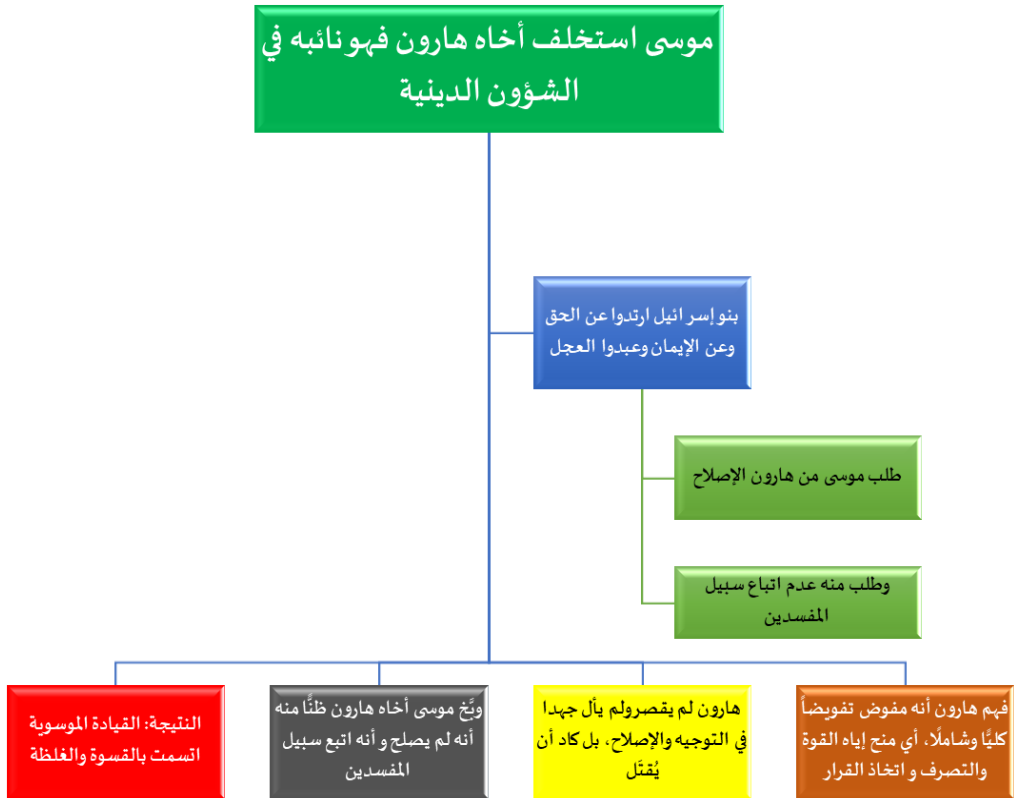 موسى استخلف أخاه هارون فهو نائبه في
الشؤون الدينية
بنو إسرائيل ارتدوا عن الحق
وعن الإيمان وعبدوا العجل
طلب موسى من هارون الإصلاح
وطلب منه عدم اتباع سبيل
المفسدين
فهم هارون أنه مفوض تفويضاً
كليًّا وشاملًا، أي منح إياه القوة
والتصرف و اتخاذ القرار
هارون لم يقصر ولم يأل جهدا
في التوجيه والإصلاح، بل كاد أن
يُقتَل
وبَّخ موسى أخاه هارون ظنًّا منه
أنه لم يصلح و أنه اتبع سبيل
المفسدين
النتيجة: القيادة الموسوية
اتسمت بالقسوة والغلظة